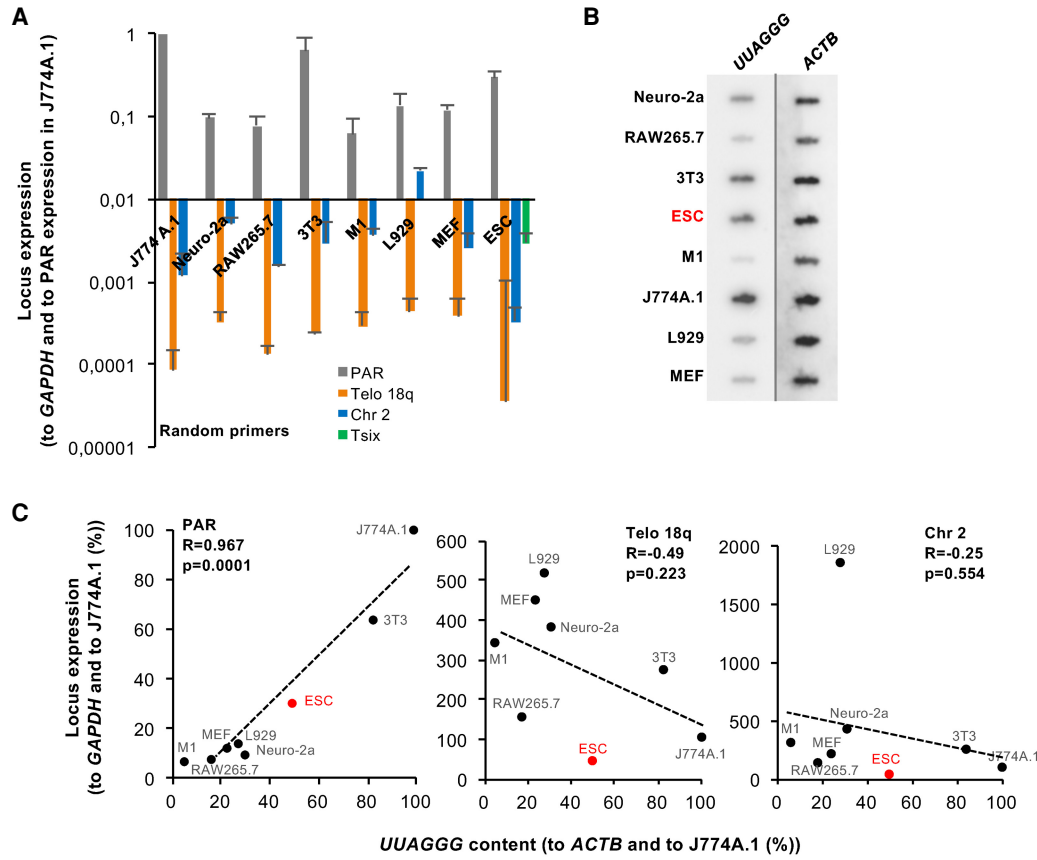 A
Locus expression
(to GAPDH and to PAR expression in J774A.1)
1
0,1
0,01
0,001
0,0001
0,00001
J774 A.1
Neuro-2a
RAW265.7
3T3
M1
L929
MEF
ESC
PAR
Telo 18q
Chr 2
Tsix
Random primers
B
UUAGGG
ACTB
Neuro-2a
RAW265.7
3T3
ESC
M1
J774A.1
L929
MEF
C
Locus expression
(to GAPDH and to J774A.1 (%))
PAR
R=0.967
p=0.0001
100
80
60
40
20
0
J774A.1
3T3
ESC
MEF
L929
M1
Neuro-2a
RAW265.7
0 20 40 60 80 100
Telo 18q
R=-0.49
p=0.223
600
500
400
300
200
100
0
L929
MEF
Neuro-2a
M1
3T3
RAW265.7
ESC
J774A.1
0 20 40 60 80 100
Chr 2
R=-0.25
p=0.554
2000
1500
1000
500
0
L929
Neuro-2a
M1
MEF
3T3
RAW265.7
ESC
J774A.1
0 20 40 60 80 100
UUAGGG content (to ACTB and to J774A.1 (%))